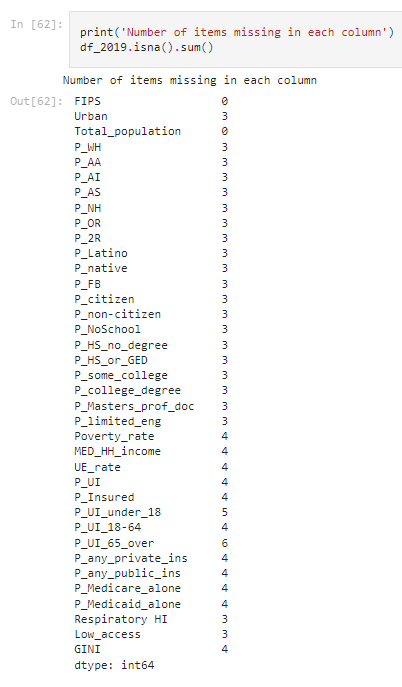 In [62]: print('Number of items missing in each column')
df_2019.isna().sum()
Number of items missing in each column
Out[62]: FIPS 0
Urban 3
Total_population 0
P_WH 3
P_AA 3
P_AI 3
P_AS 3
P_NH 3
P_OR 3
P_2R 3
P_Latino 3
P_native 3
P_FB 3
P_citizen 3
P_non-citizen 3
P_NoSchool 3
P_HS_no_degree 3
P_HS_or_GED 3
P_some_college 3
P_college_degree 3
P_Masters_prof_doc 3
P_limited_eng 3
Poverty_rate 4
MED_HH_income 4
UE_rate 4
P_UI 4
P_Insured 4
P_UI_under_18 5
P_UI_18-64 4
P_UI_65_over 6
P_any_private_ins 4
P_any_public_ins 4
P_Medicare_alone 4
P_Medicaid_alone 4
Respiratory HI 3
Low_access 3
GINI 4
dtype: int64